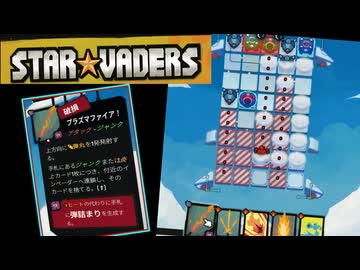 STAR★VADERS
破損
プラズマファイア！
アタック・ジャンク
上方向に弾丸を1発発射する。
手札にあるジャンクまたは
上カード1枚につき、付近のイ
ンベーダーへ連鎖し、その
カードを捨てる。[1]
+ヒートの代わりに手札
に弾詰まりを生成する。